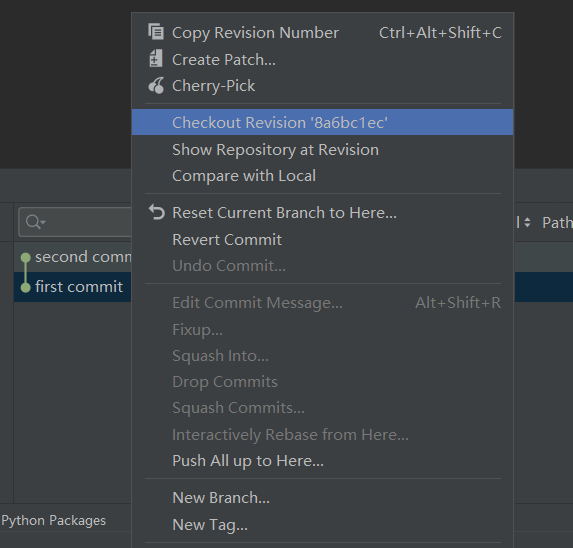 Copy Revision Number Ctrl+Alt+Shift+C
Create Patch...
Cherry-Pick
Checkout Revision '8a6bc1ec'
Show Repository at Revision
Compare with Local
Reset Current Branch to Here...
Path
Revert Commit
second comm
Undo Commit...
first commit
Edit Commit Message... Alt+Shift+R
Fixup...
Squash Into...
Drop Commits
Squash Commits...
Interactively Rebase from Here...
Push All up to Here...
New Branch...
Python Packages
New Tag...